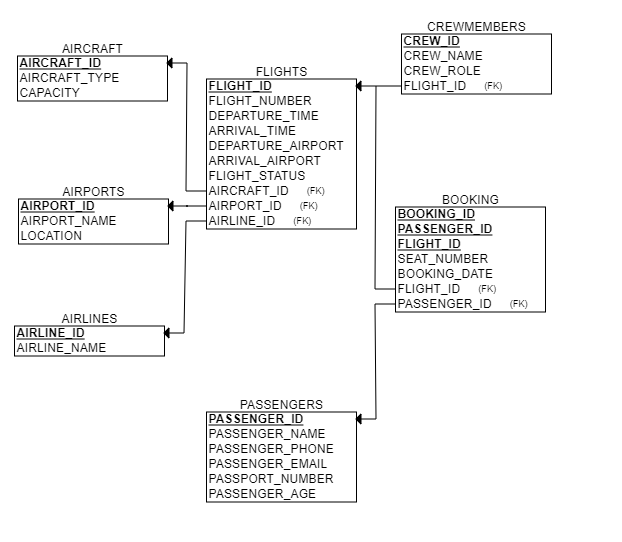 AIRCRAFT
AIRCRAFT_ID
AIRCRAFT_TYPE
CAPACITY
AIRPORTS
AIRPORT_ID
AIRPORT_NAME
LOCATION
AIRLINES
AIRLINE_ID
AIRLINE_NAME
FLIGHTS
FLIGHT_ID
FLIGHT_NUMBER
DEPARTURE_TIME
ARRIVAL_TIME
DEPARTURE_AIRPORT
ARRIVAL_AIRPORT
FLIGHT_STATUS
AIRCRAFT_ID (FK)
AIRPORT_ID (FK)
AIRLINE_ID (FK)
PASSENGERS
PASSENGER_ID
PASSENGER_NAME
PASSENGER_PHONE
PASSENGER_EMAIL
PASSPORT_NUMBER
PASSENGER_AGE
CREWMEMBERS
CREW_ID
CREW_NAME
CREW_ROLE
FLIGHT_ID (FK)
BOOKING
BOOKING_ID
PASSENGER_ID
FLIGHT_ID
SEAT_NUMBER
BOOKING_DATE
FLIGHT_ID (FK)
PASSENGER_ID (FK)